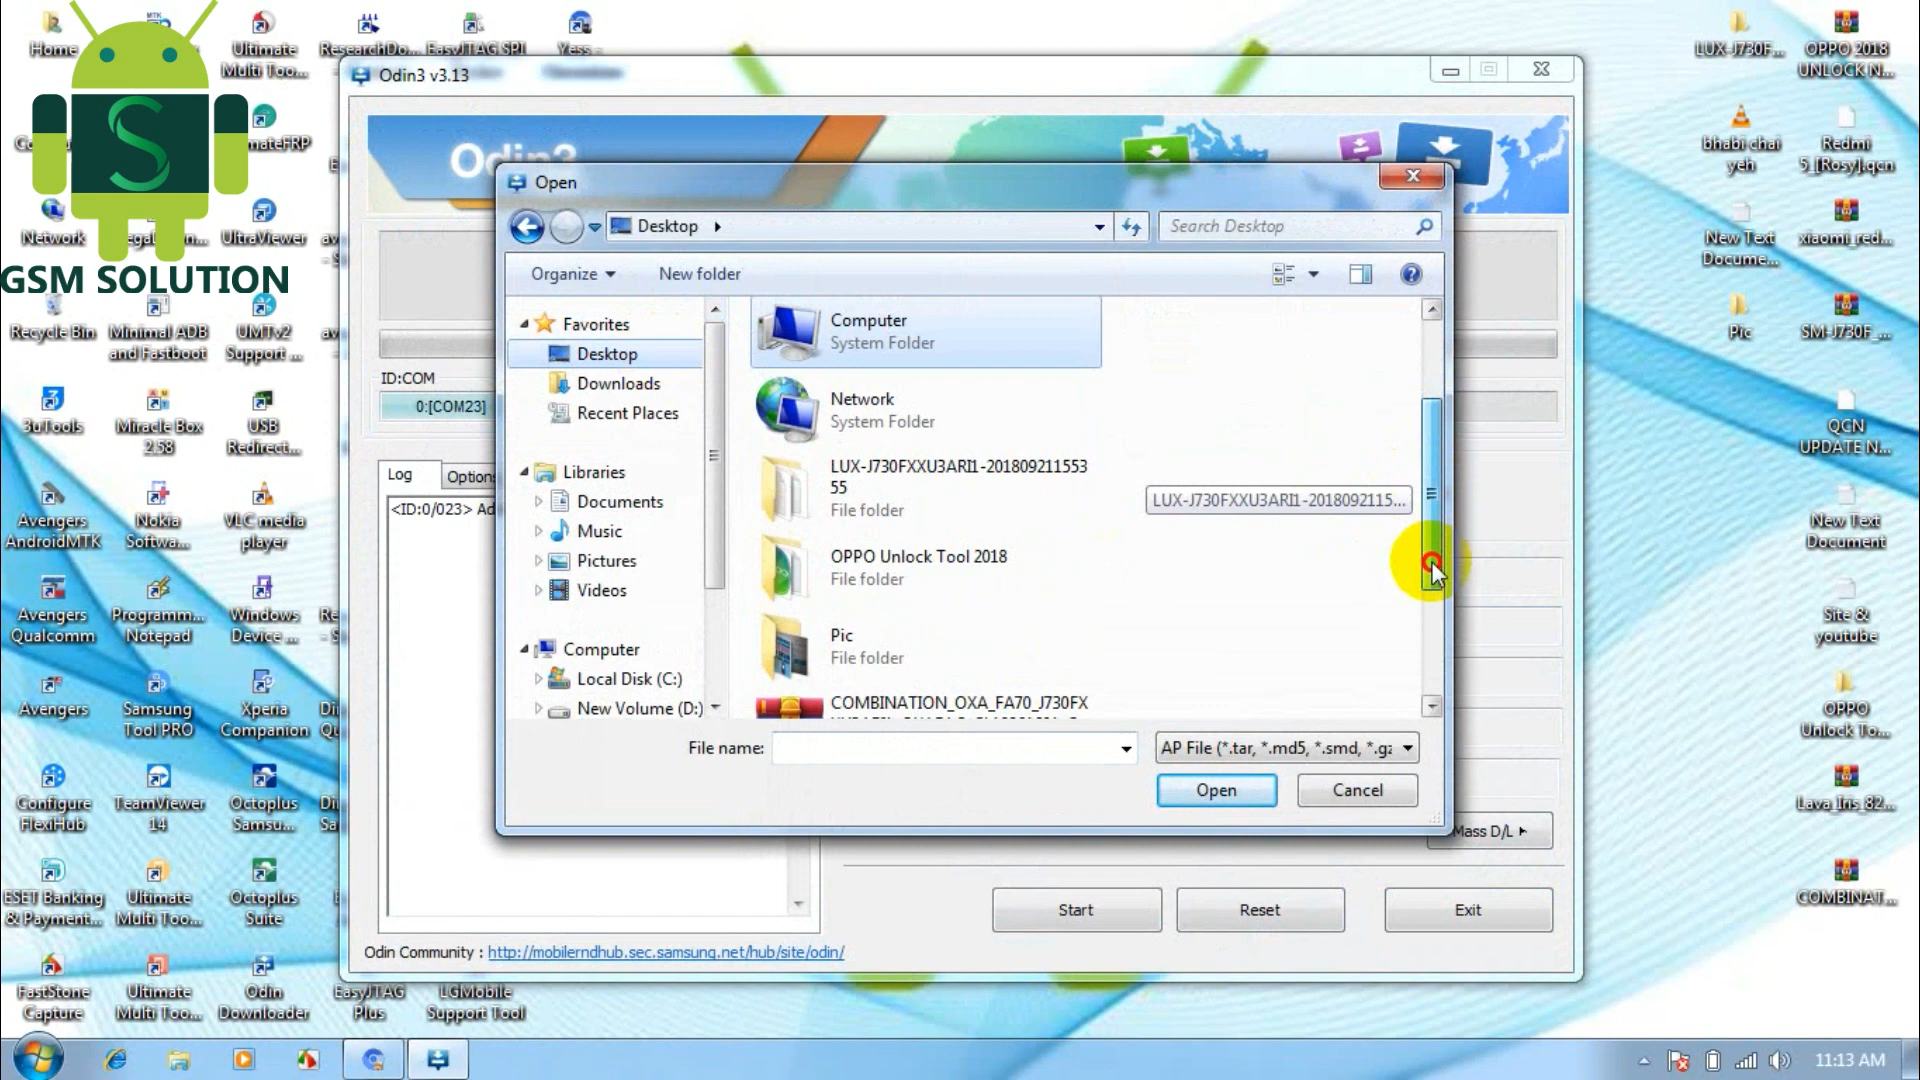 Home
MTK
Ultimate
Multi Too...
ResearchDo...
EasyJTAG SPI
Yess -
LUX-J730F...
OPPO 2018
UNLOCK N...
Odin3 v3.13
GSM SOLUTION
Network
UltraViewer
bhabi chai
yeh
Redmi
5_[Rosy].qcn
New Text
Docume...
xiaomi_red...
Odin3
Open
Desktop
Search Desktop
Organize
New folder
Recycle Bin
Minimal ADB
and Fastboot
UMTv2
Support ...
Pic
SM-J730F_...
Favorites
Desktop
Downloads
Recent Places
Libraries
Documents
Music
Pictures
Videos
Computer
Local Disk (C:)
New Volume (D:)
Computer
System Folder
Network
System Folder
LUX-J730FXXU3ARI1-201809211553
55
File folder
LUX-J730FXXU3ARI1-2018092115...
OPPO Unlock Tool 2018
File folder
Pic
File folder
COMBINATION_OXA_FA70_J730FX
File name:
AP File (*.tar, *.md5, *.smd, *.gz
Open
Cancel
ID:COM
0:[COM23]
Log
Options
<ID:0/023> Ad
3uTools
Miracle Box
2.58
USB
Redirect...
QCN
UPDATE N...
Avengers
AndroidMTK
Nokia
Softwa...
VLC media
player
New Text
Document
Avengers
Qualcomm
Programm...
Notepad
Windows
Device ...
Site &
youtube
Avengers
Samsung
Tool PRO
Xperia
Companion
OPPO
Unlock To...
Configure
FlexiHub
TeamViewer
14
Octoplus
Samsu...
Lava_Iris_82...
Mass D/L
ESET Banking
& Payment...
Ultimate
Multi Too...
Octoplus
Suite
COMBINAT...
Start
Reset
Exit
Odin Community : http://mobilerndhub.sec.samsung.net/hub/site/odin/
FastStone
Capture
Ultimate
Multi Too...
Odin
Downloader
EasyJTAG
Plus
LGMobile
Support Tool
11:13 AM